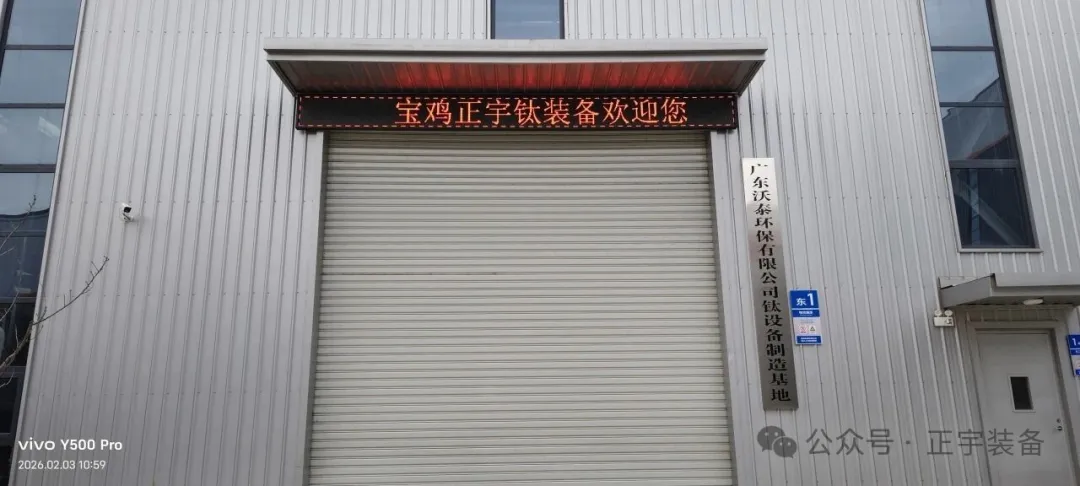 宝鸡正宇钛装备欢迎您
广东沃泰环保有限公司钛设备制造基地
东1
vivo Y500 Pro
2026.02.03 10:59
公众号 · 正宇装备